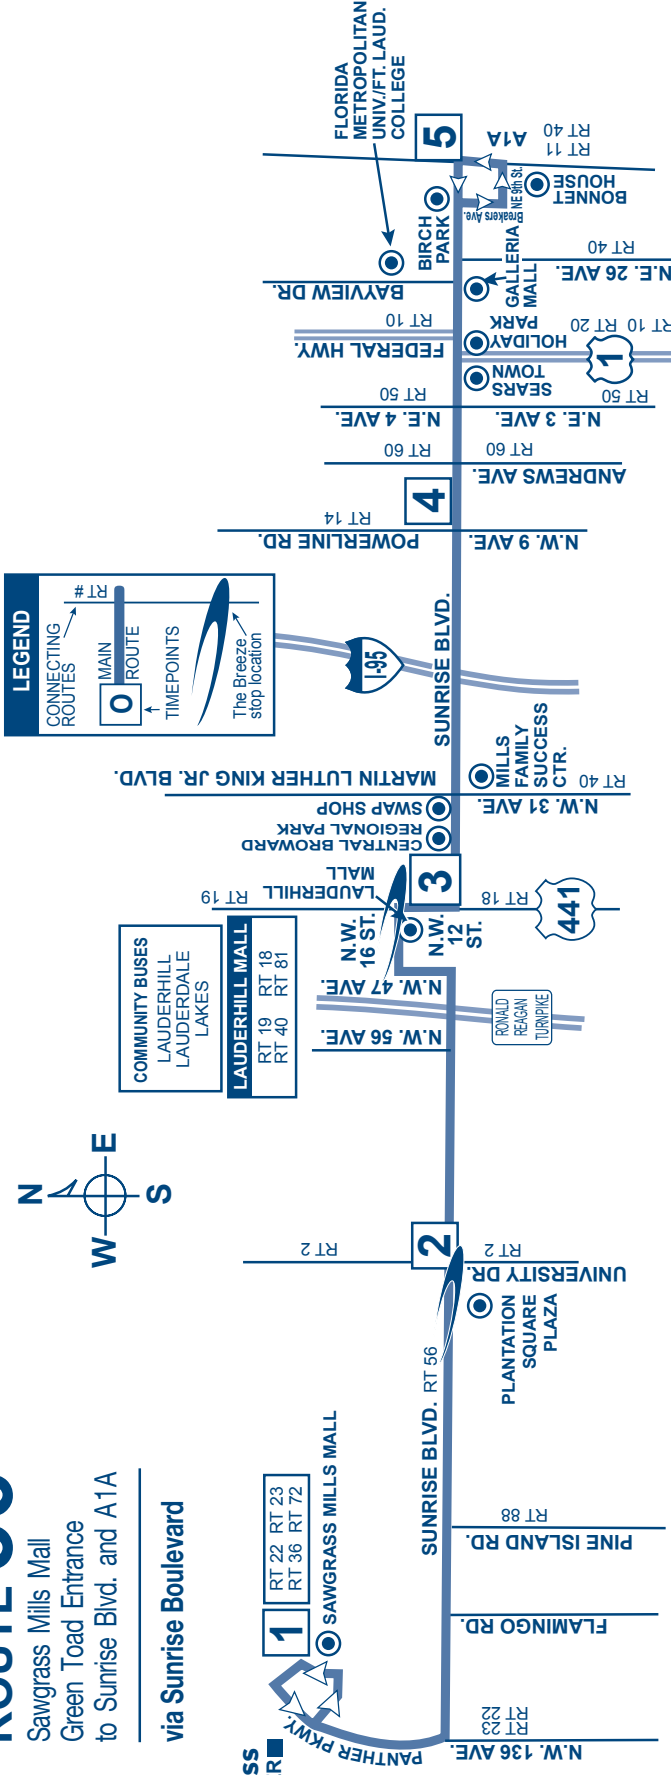 Sawgrass Mills Mall
Green Toad Entrance
to Sunrise Blvd. and A1A
via Sunrise Boulevard
N
W
E
S
COMMUNITY BUSES
LAUDERHILL
LAUDERDALE
LAKES
LAUDERHILL MALL
RT 19 RT 18
RT 40 RT 81
LEGEND
CONNECTING
ROUTES
RT #
O
MAIN
ROUTE
TIMEPOINTS
The Breeze
stop location
1
RT 22 RT 23
RT 36 RT 72
SAWGRASS MILLS MALL
PANTHER PKWY.
N.W. 136 AVE.
RT 23
RT 22
FLAMINGO RD.
PINE ISLAND RD.
RT 88
SUNRISE BLVD.
RT 56
PLANTATION
SQUARE
PLAZA
2
RT 2
RT 2
UNIVERSITY DR.
N.W. 56 AVE.
RONALD
REAGAN
TURNPIKE
N.W. 47 AVE.
N.W.
16 ST.
LAUDERHILL
MALL
N.W.
12
ST.
RT 19
3
RT 18
441
CENTRAL BROWARD
REGIONAL PARK
SWAP SHOP
MARTIN LUTHER KING JR. BLVD.
N.W. 31 AVE.
RT 40
MILLS
FAMILY
SUCCESS
CTR.
SUNRISE BLVD.
I-95
POWERLINE RD.
RT 14
N.W. 9 AVE.
4
RT 60
RT 60
ANDREWS AVE.
RT 50
N.E. 4 AVE.
N.E. 3 AVE.
RT 50
SEARS
TOWN
1
FEDERAL HWY.
RT 10
HOLIDAY
PARK
RT 10 RT 20
BAYVIEW DR.
GALLERIA
MALL
N.E. 26 AVE.
RT 40
FLORIDA
METROPOLITAN
UNIV./FT. LAUD.
COLLEGE
BIRCH
PARK
Breakers Ave.
NE 9th St.
5
A1A
RT 11
RT 40
BONNET
HOUSE